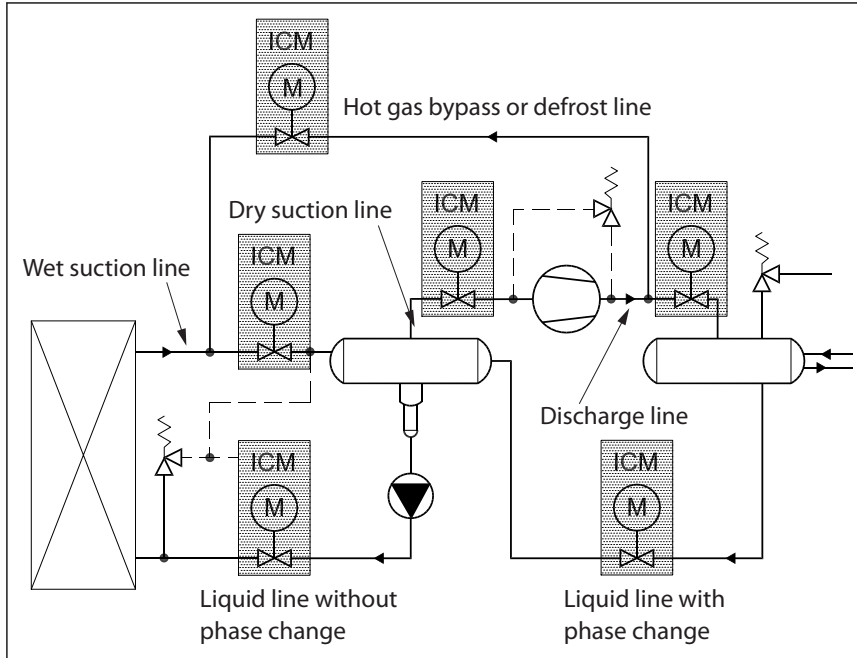 ICM
M
Hot gas bypass or defrost line
ICM
M
ICM
M
Dry suction line
ICM
M
Wet suction line
Discharge line
ICM
M
ICM
M
Liquid line without
phase change
Liquid line with
phase change